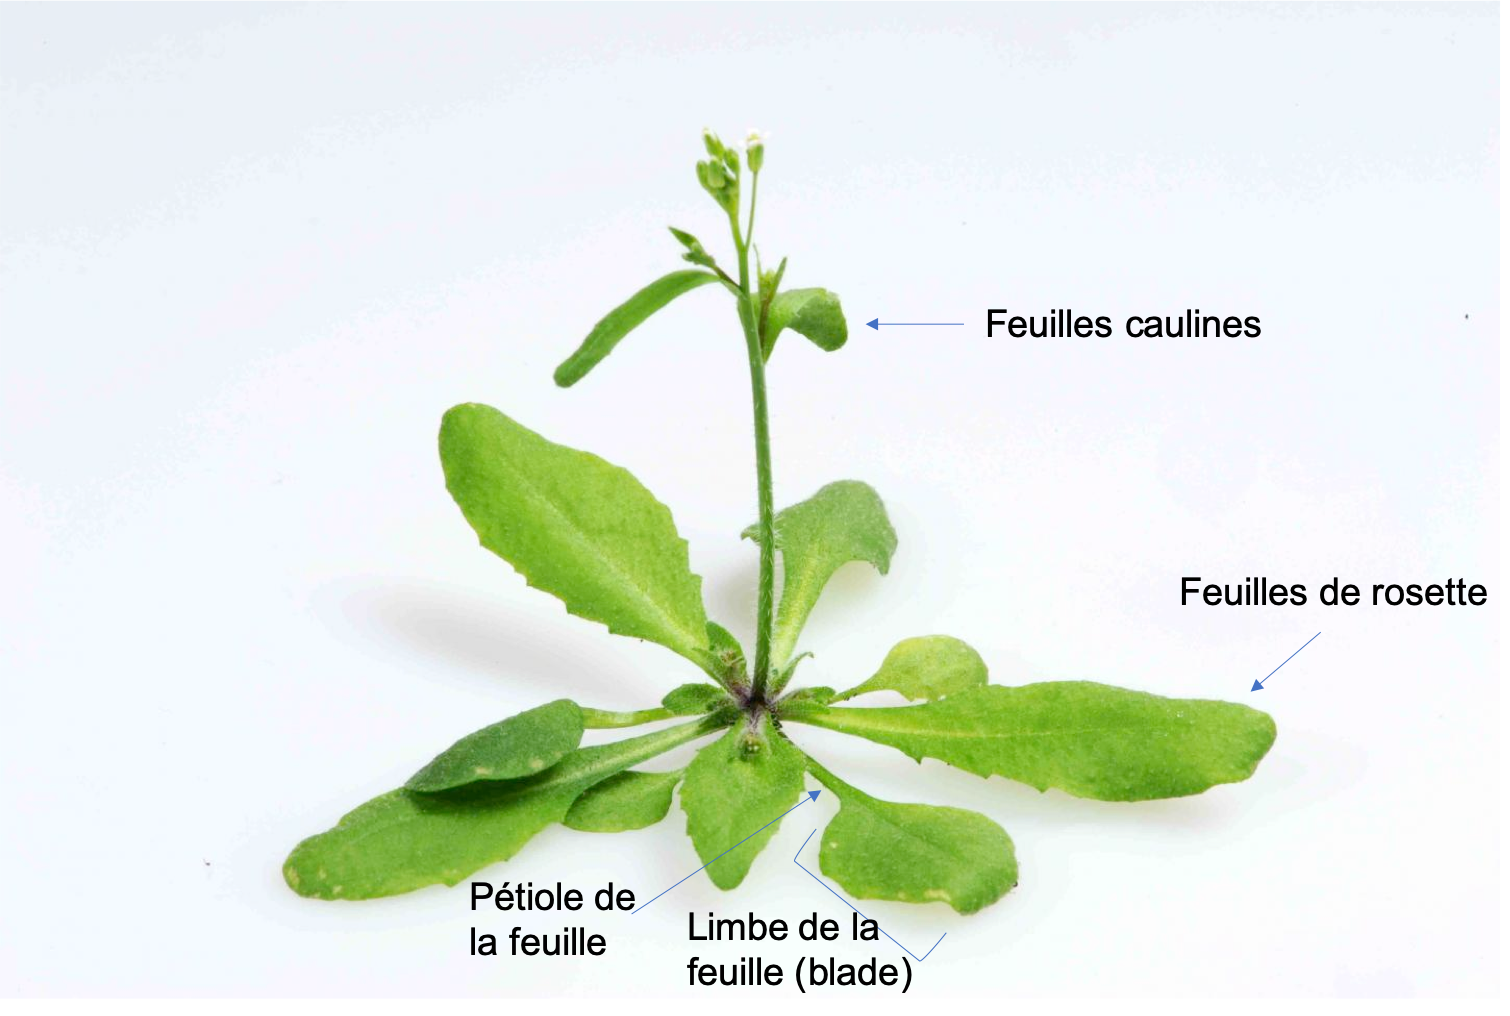 Feuilles caulines
Feuilles de rosette
Pétiole de
la feuille
Limbe de la
feuille (blade)